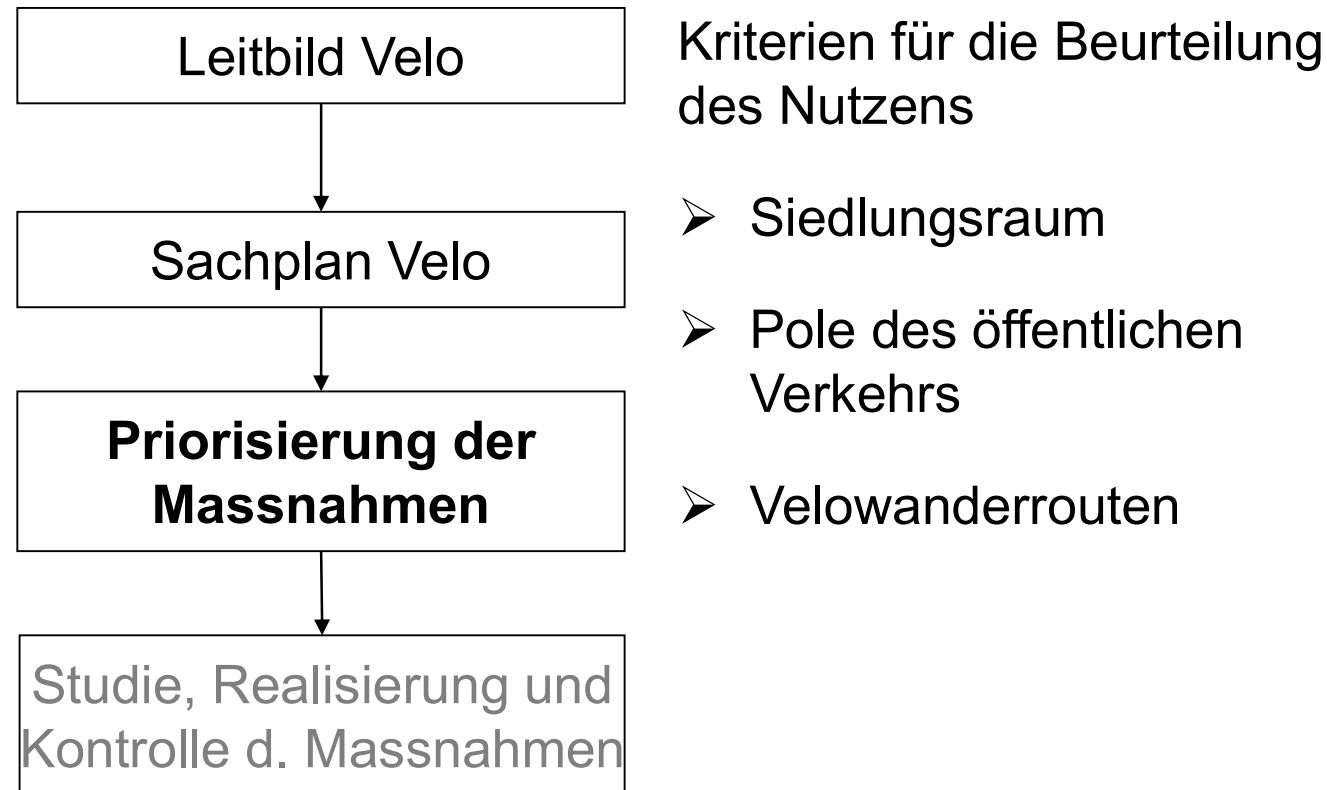 Leitbild Velo
Sachplan Velo
Priorisierung der
Massnahmen
Studie, Realisierung und
Kontrolle d. Massnahmen
Kriterien für die Beurteilung
des Nutzens
➢ Siedlungsraum
➢ Pole des öffentlichen
Verkehrs
➢ Velowanderrouten